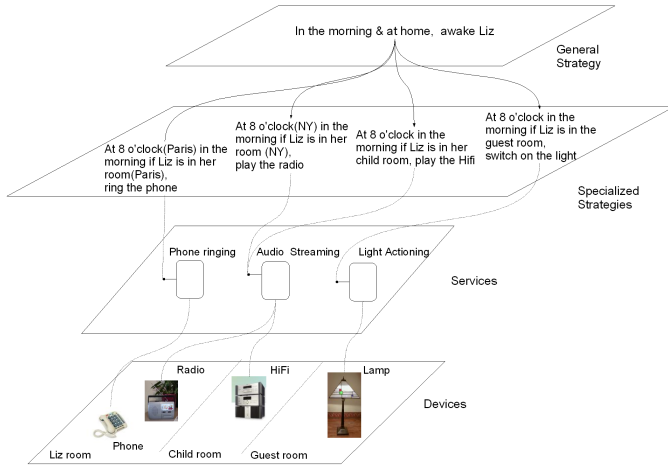 In the morning & at home, awake Liz
General
Strategy
At 8 o'clock(Paris) in the
morning if Liz is in her
room(Paris),
ring the phone
At 8 o'clock(NY) in the
morning if Liz is in her
room (NY),
play the radio
At 8 o'clock in the
morning if Liz is in her
child room, play the Hifi
At 8 o'clock in the
morning if Liz is in the
guest room,
switch on the light
Specialized
Strategies
Phone ringing
Audio Streaming
Light Actioning
Services
Radio
HiFi
Lamp
Devices
Phone
Liz room
Child room
Guest room